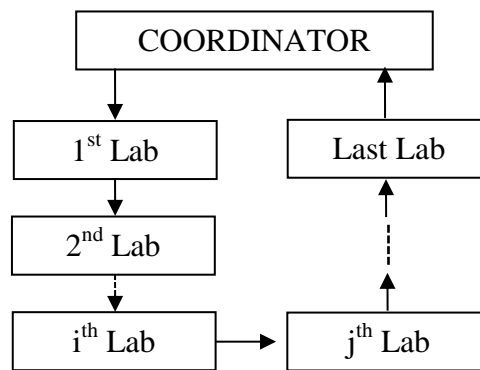 COORDINATOR
1st Lab
Last Lab
2nd Lab
ith Lab
jth Lab